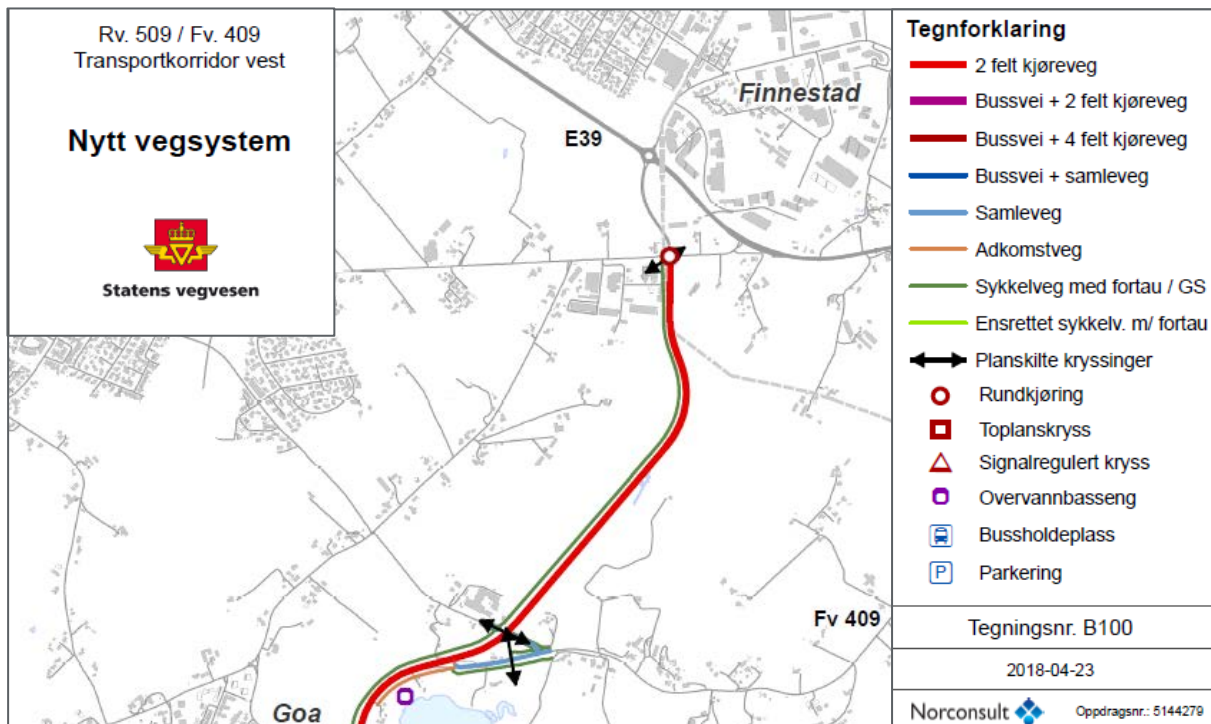 Rv. 509 / Fv. 409
Transportkorridor vest
Nytt vegsystem
Statens vegvesen
Finnestad
E39
Fv 409
Goa
Tegnforklaring
2 felt kjøreveg
Bussvei + 2 felt kjøreveg
Bussvei + 4 felt kjøreveg
Bussvei + samleveg
Samleveg
Adkomstveg
Sykkelveg med fortau / GS
Ensrettet sykkelv. m/ fortau
Planskilte kryssinger
Rundkjøring
Toplanskryss
Signalregulert kryss
Overvannbasseng
Bussholdeplass
P Parkering
Tegningsnr. B100
2018-04-23
Norconsult Oppdragsnr.: 5144279